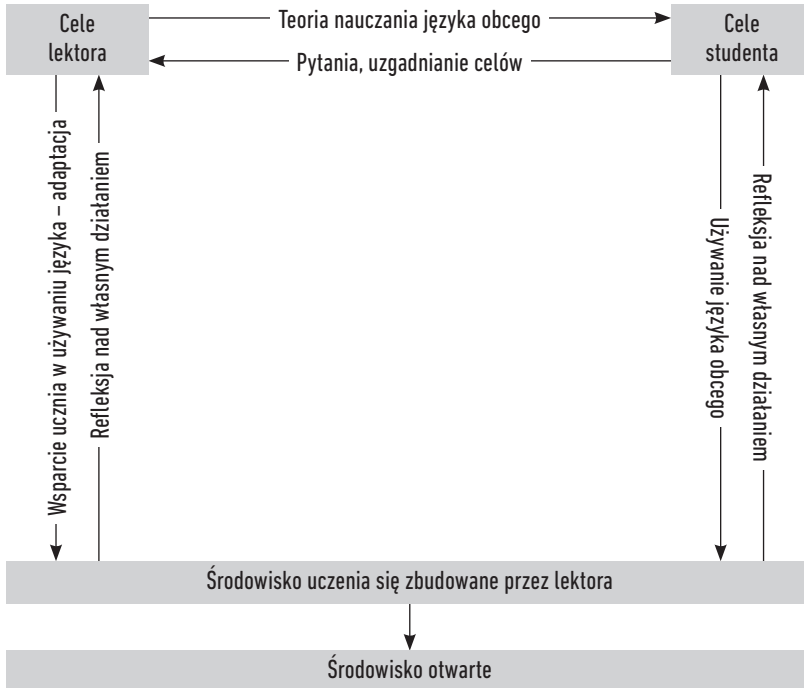 Cele
lektora
Teoria nauczania języka obcego
Pytania, uzgadnianie celów
Cele
studenta
Wsparcie ucznia w używaniu języka – adaptacja
Refleksja nad własnym działaniem
Używanie języka obcego
Refleksja nad własnym działaniem
Środowisko uczenia się zbudowane przez lektora
Środowisko otwarte